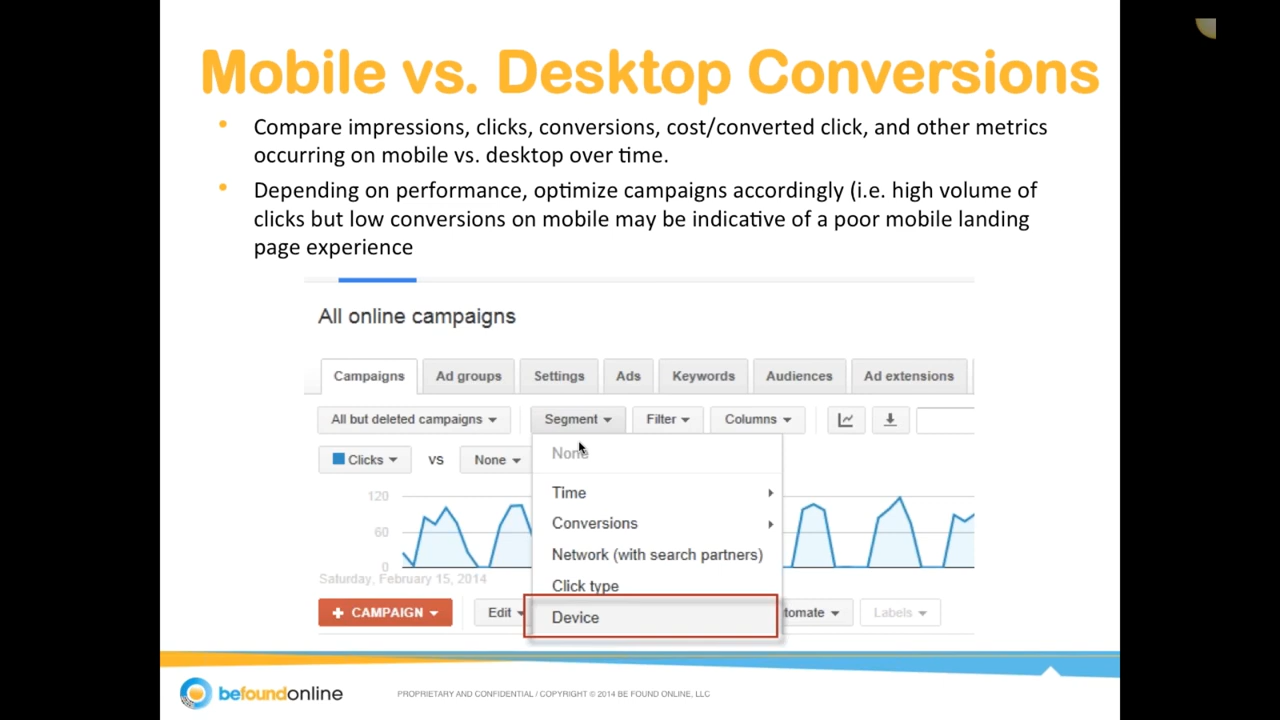 Mobile vs. Desktop Conversions
• Compare impressions, clicks, conversions, cost/converted click, and other metrics
occurring on mobile vs. desktop over time.
• Depending on performance, optimize campaigns accordingly (i.e. high volume of
clicks but low conversions on mobile may be indicative of a poor mobile landing
page experience
All online campaigns
Campaigns Ad groups Settings Ads Keywords Audiences Ad extensions
All but deleted campaigns Segment Filter Columns
Clicks VS None
None
Time
Conversions
Network (with search partners)
Click type
Device
120
60
0
Saturday, February 15, 2014
+ CAMPAIGN Edit tomate Labels
befoundonline
PROPRIETARY AND CONFIDENTIAL / COPYRIGHT © 2014 BE FOUND ONLINE, LLC